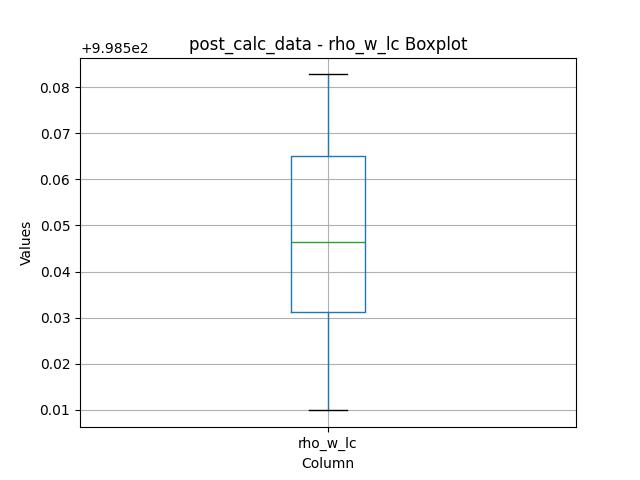 +9.985e2
post_calc_data - rho_w_lc Boxplot
0.08
0.07
0.06
0.05
0.04
0.03
0.02
0.01
Values
rho_w_lc
Column